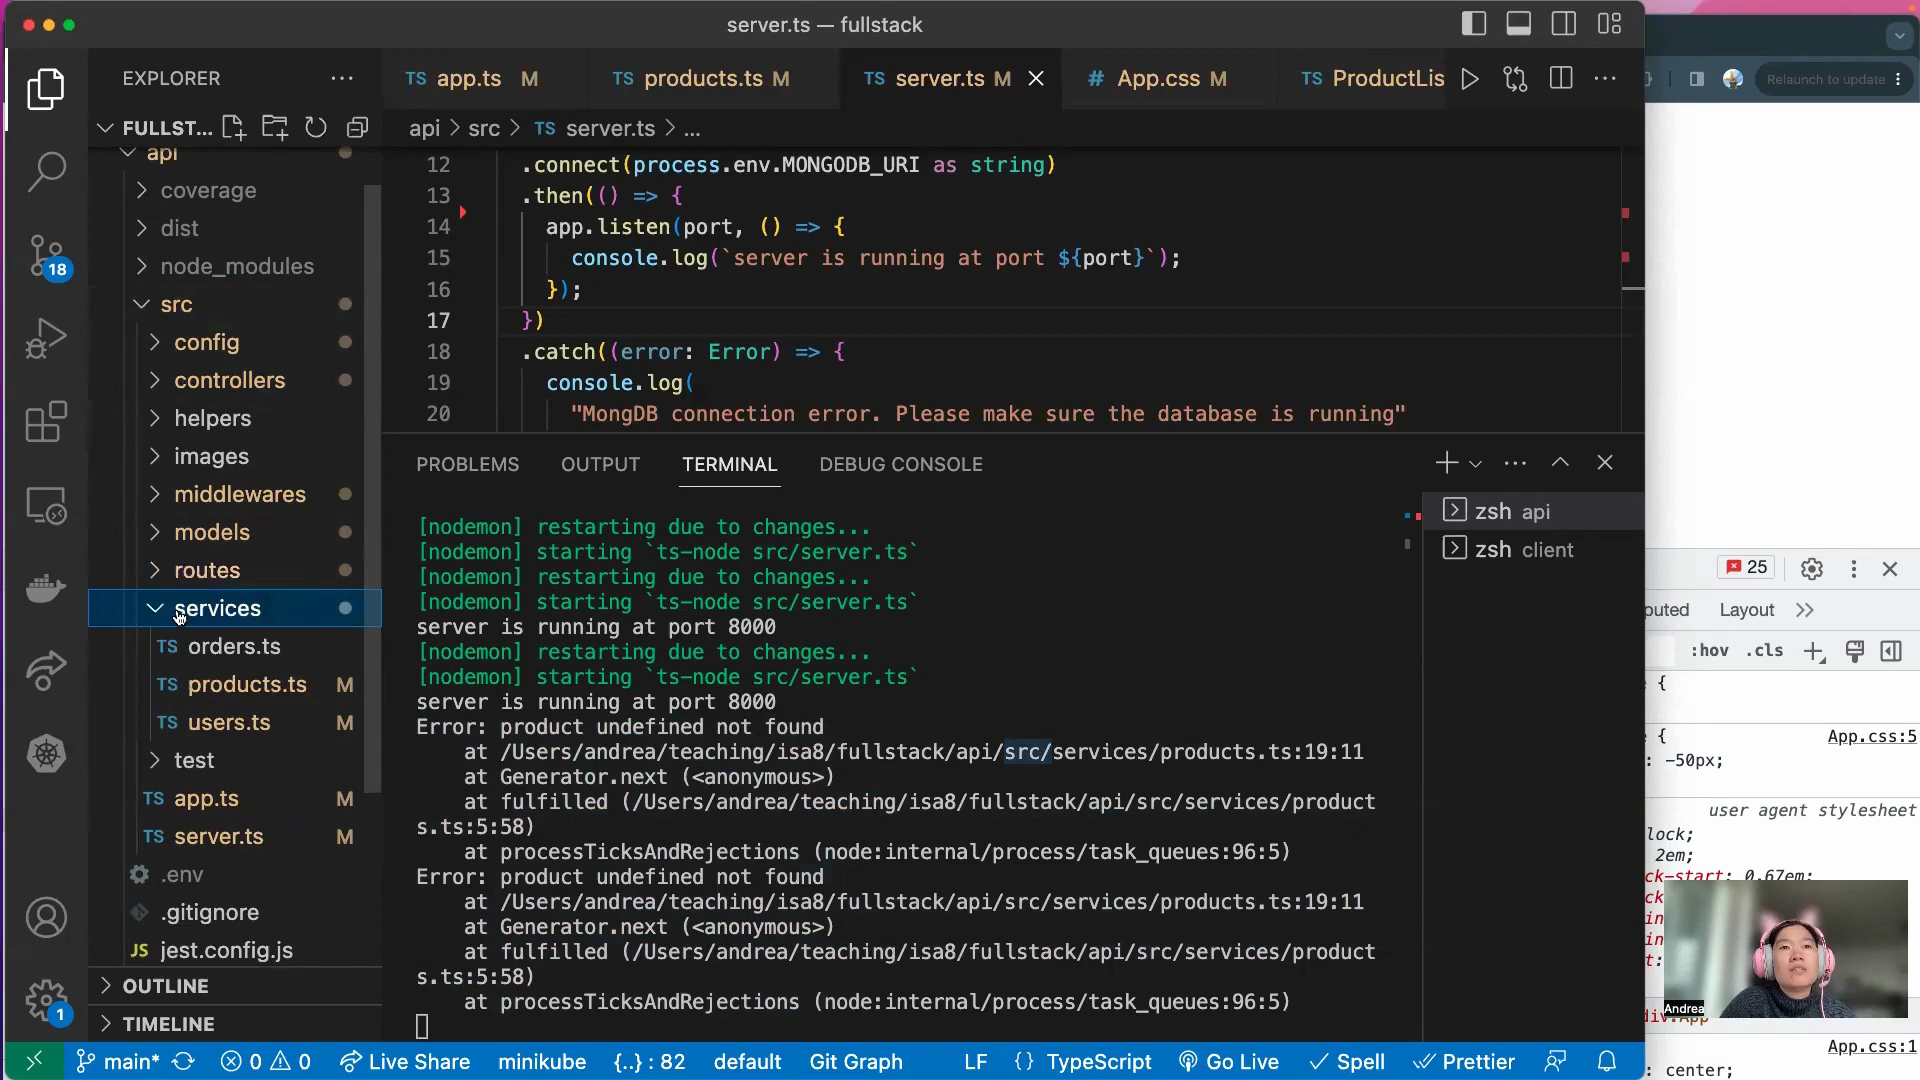 server.ts — fullstack
EXPLORER
TS app.ts M
TS products.ts M
TS server.ts M
# App.css M
TS ProductLis
Relaunch to update
FULLST...
api > src > TS server.ts > ...
api
coverage
dist
node_modules
src
config
controllers
helpers
images
middlewares
models
routes
services
TS orders.ts
TS products.ts M
TS users.ts M
test
TS app.ts M
TS server.ts M
.env
.gitignore
JS jest.config.js
OUTLINE
TIMELINE
18
1
12 .connect(process.env.MONGODB_URI as string)
13 .then(() => {
14 app.listen(port, () => {
15 console.log(`server is running at port ${port}`);
16 });
17 })
18 .catch((error: Error) => {
19 console.log(
20 "MongDB connection error. Please make sure the database is running"
PROBLEMS OUTPUT TERMINAL DEBUG CONSOLE
zsh api
zsh client
[nodemon] restarting due to changes...
[nodemon] starting `ts-node src/server.ts`
[nodemon] restarting due to changes...
[nodemon] starting `ts-node src/server.ts`
server is running at port 8000
[nodemon] restarting due to changes...
[nodemon] starting `ts-node src/server.ts`
server is running at port 8000
Error: product undefined not found
at /Users/andrea/teaching/isa8/fullstack/api/src/services/products.ts:19:11
at Generator.next (<anonymous>)
at fulfilled (/Users/andrea/teaching/isa8/fullstack/api/src/services/product
s.ts:5:58)
at processTicksAndRejections (node:internal/process/task_queues:96:5)
Error: product undefined not found
at /Users/andrea/teaching/isa8/fullstack/api/src/services/products.ts:19:11
at Generator.next (<anonymous>)
at fulfilled (/Users/andrea/teaching/isa8/fullstack/api/src/services/product
s.ts:5:58)
at processTicksAndRejections (node:internal/process/task_queues:96:5)
25
puted Layout
:hov .cls
{
{ App.css:5
: -50px;
user agent stylesheet
lock;
2em;
ck-start: 0.67em;
ck
in
in
t:
Andrea
div.App
App.css:1
: center;
main* 0 0 Live Share minikube {..} : 82 default Git Graph LF {} TypeScript Go Live Spell Prettier